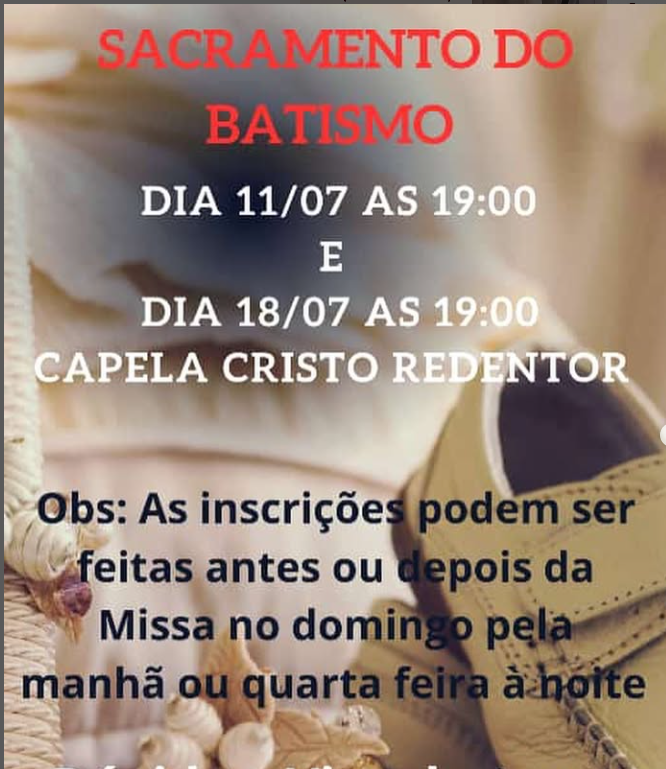 SACRAMENTO DO
BATISMO
DIA 11/07 AS 19:00
E
DIA 18/07 AS 19:00
CAPELA CRISTO REDENTOR
Obs: As inscrições podem ser
feitas antes ou depois da
Missa no domingo pela
manhã ou quarta feira à noite